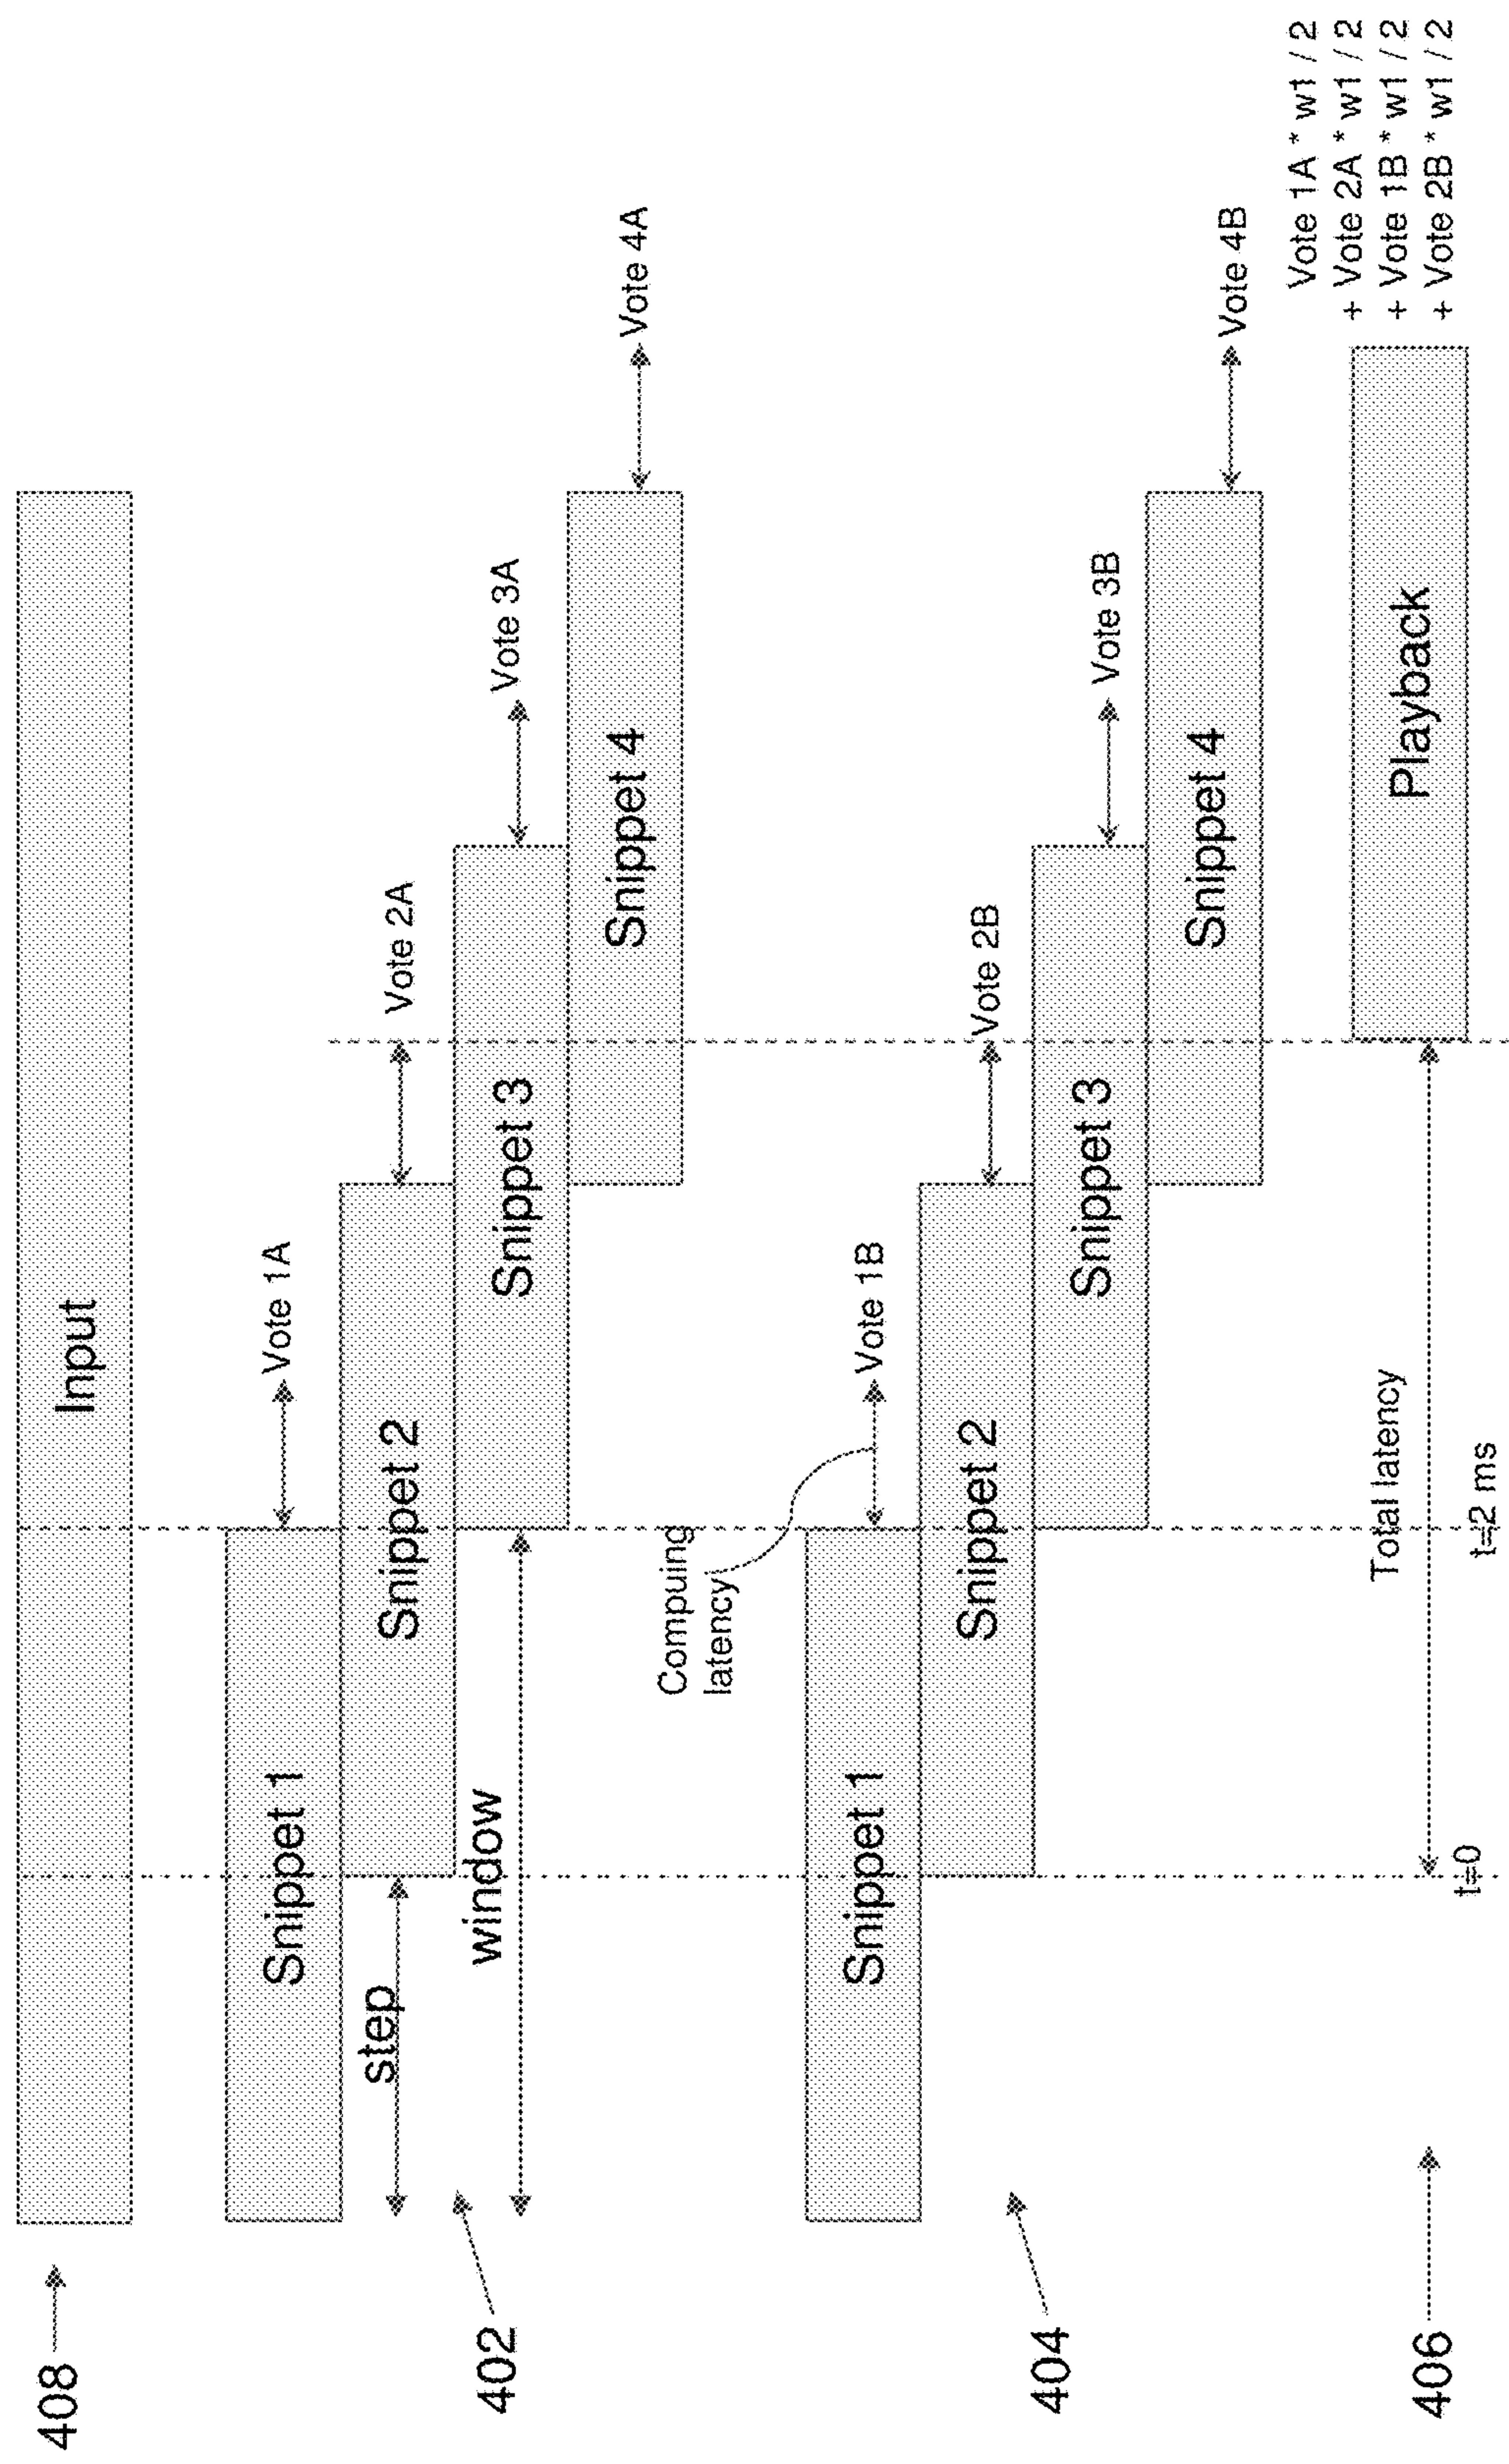 408
Input
Snippet 1
Vote 1A
step
Snippet 2
Vote 2A
402
window
Snippet 3
Vote 3A
Snippet 4
Vote 4A
Compuing
latency
Snippet 1
Vote 1B
Snippet 2
Vote 2B
404
Snippet 3
Vote 3B
Snippet 4
Vote 4B
406
Total latency
Playback
t=0
t=2 ms
Vote 1A * w1 / 2
+ Vote 2A * w1 / 2
+ Vote 1B * w1 / 2
+ Vote 2B * w1 / 2